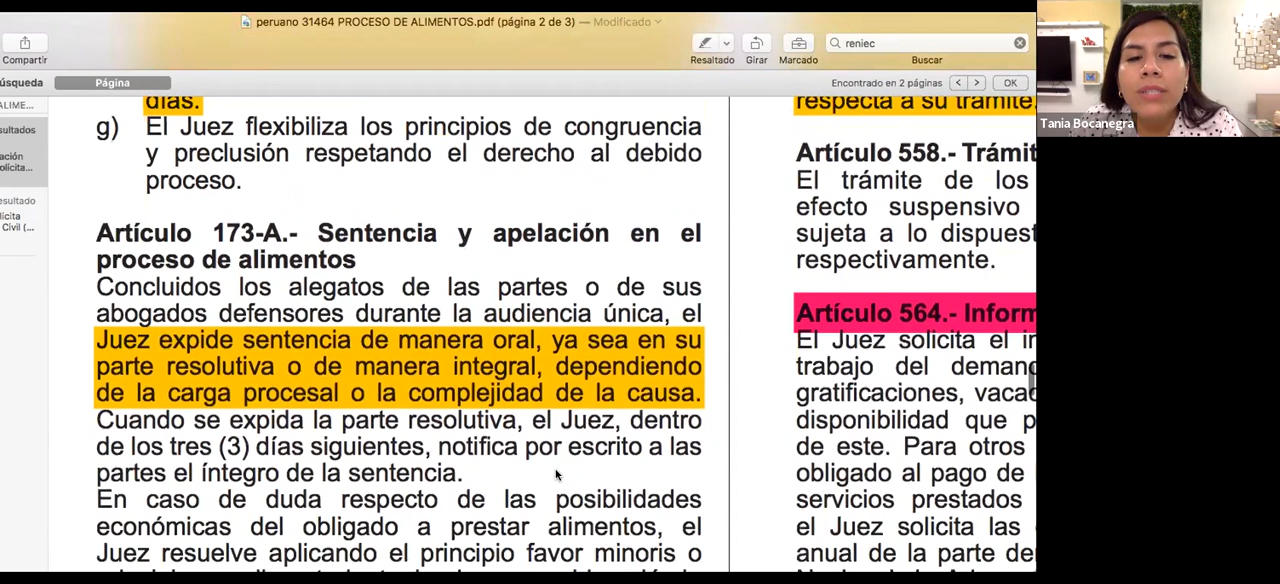 peruano 31464 PROCESO DE ALIMENTOS.pdf (página 2 de 3) — Modificado
Compartir
Resaltado
Girar
Marcado
reniec
Buscar
úsqueda
Página
Encontrado en 2 páginas
OK
ALIME...
sultados
ación
olícita...
esultado
lícita
Civil (...
días.
g) El Juez flexibiliza los principios de congruencia
y preclusión respetando el derecho al debido
proceso.
Artículo 173-A.- Sentencia y apelación en el
proceso de alimentos
Concluidos los alegatos de las partes o de sus
abogados defensores durante la audiencia única, el
Juez expide sentencia de manera oral, ya sea en su
parte resolutiva o de manera integral, dependiendo
de la carga procesal o la complejidad de la causa.
Cuando se expida la parte resolutiva, el Juez, dentro
de los tres (3) días siguientes, notifica por escrito a las
partes el íntegro de la sentencia.
En caso de duda respecto de las posibilidades
económicas del obligado a prestar alimentos, el
Juez resuelve aplicando el principio favor minoris o
respecta a su trámite.
Artículo 558.- Trámit
El trámite de los
efecto suspensivo
sujeta a lo dispuest
respectivamente.
Artículo 564.- Inform
El Juez solicita el in
trabajo del deman
gratificaciones, vacac
disponibilidad que p
de este. Para otros
obligado al pago de
servicios prestados
el Juez solicita las
anual de la parte de
Tania Bocanegra